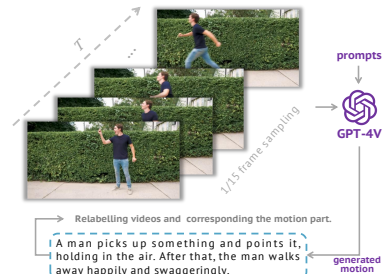 T
...
prompts
1/15 frame sampling
GPT-4V
Relabelling videos and corresponding the motion part.
A man picks up something and points it,
holding in the air. After that, the man walks
away happily and swaggeringly.
generated
motion